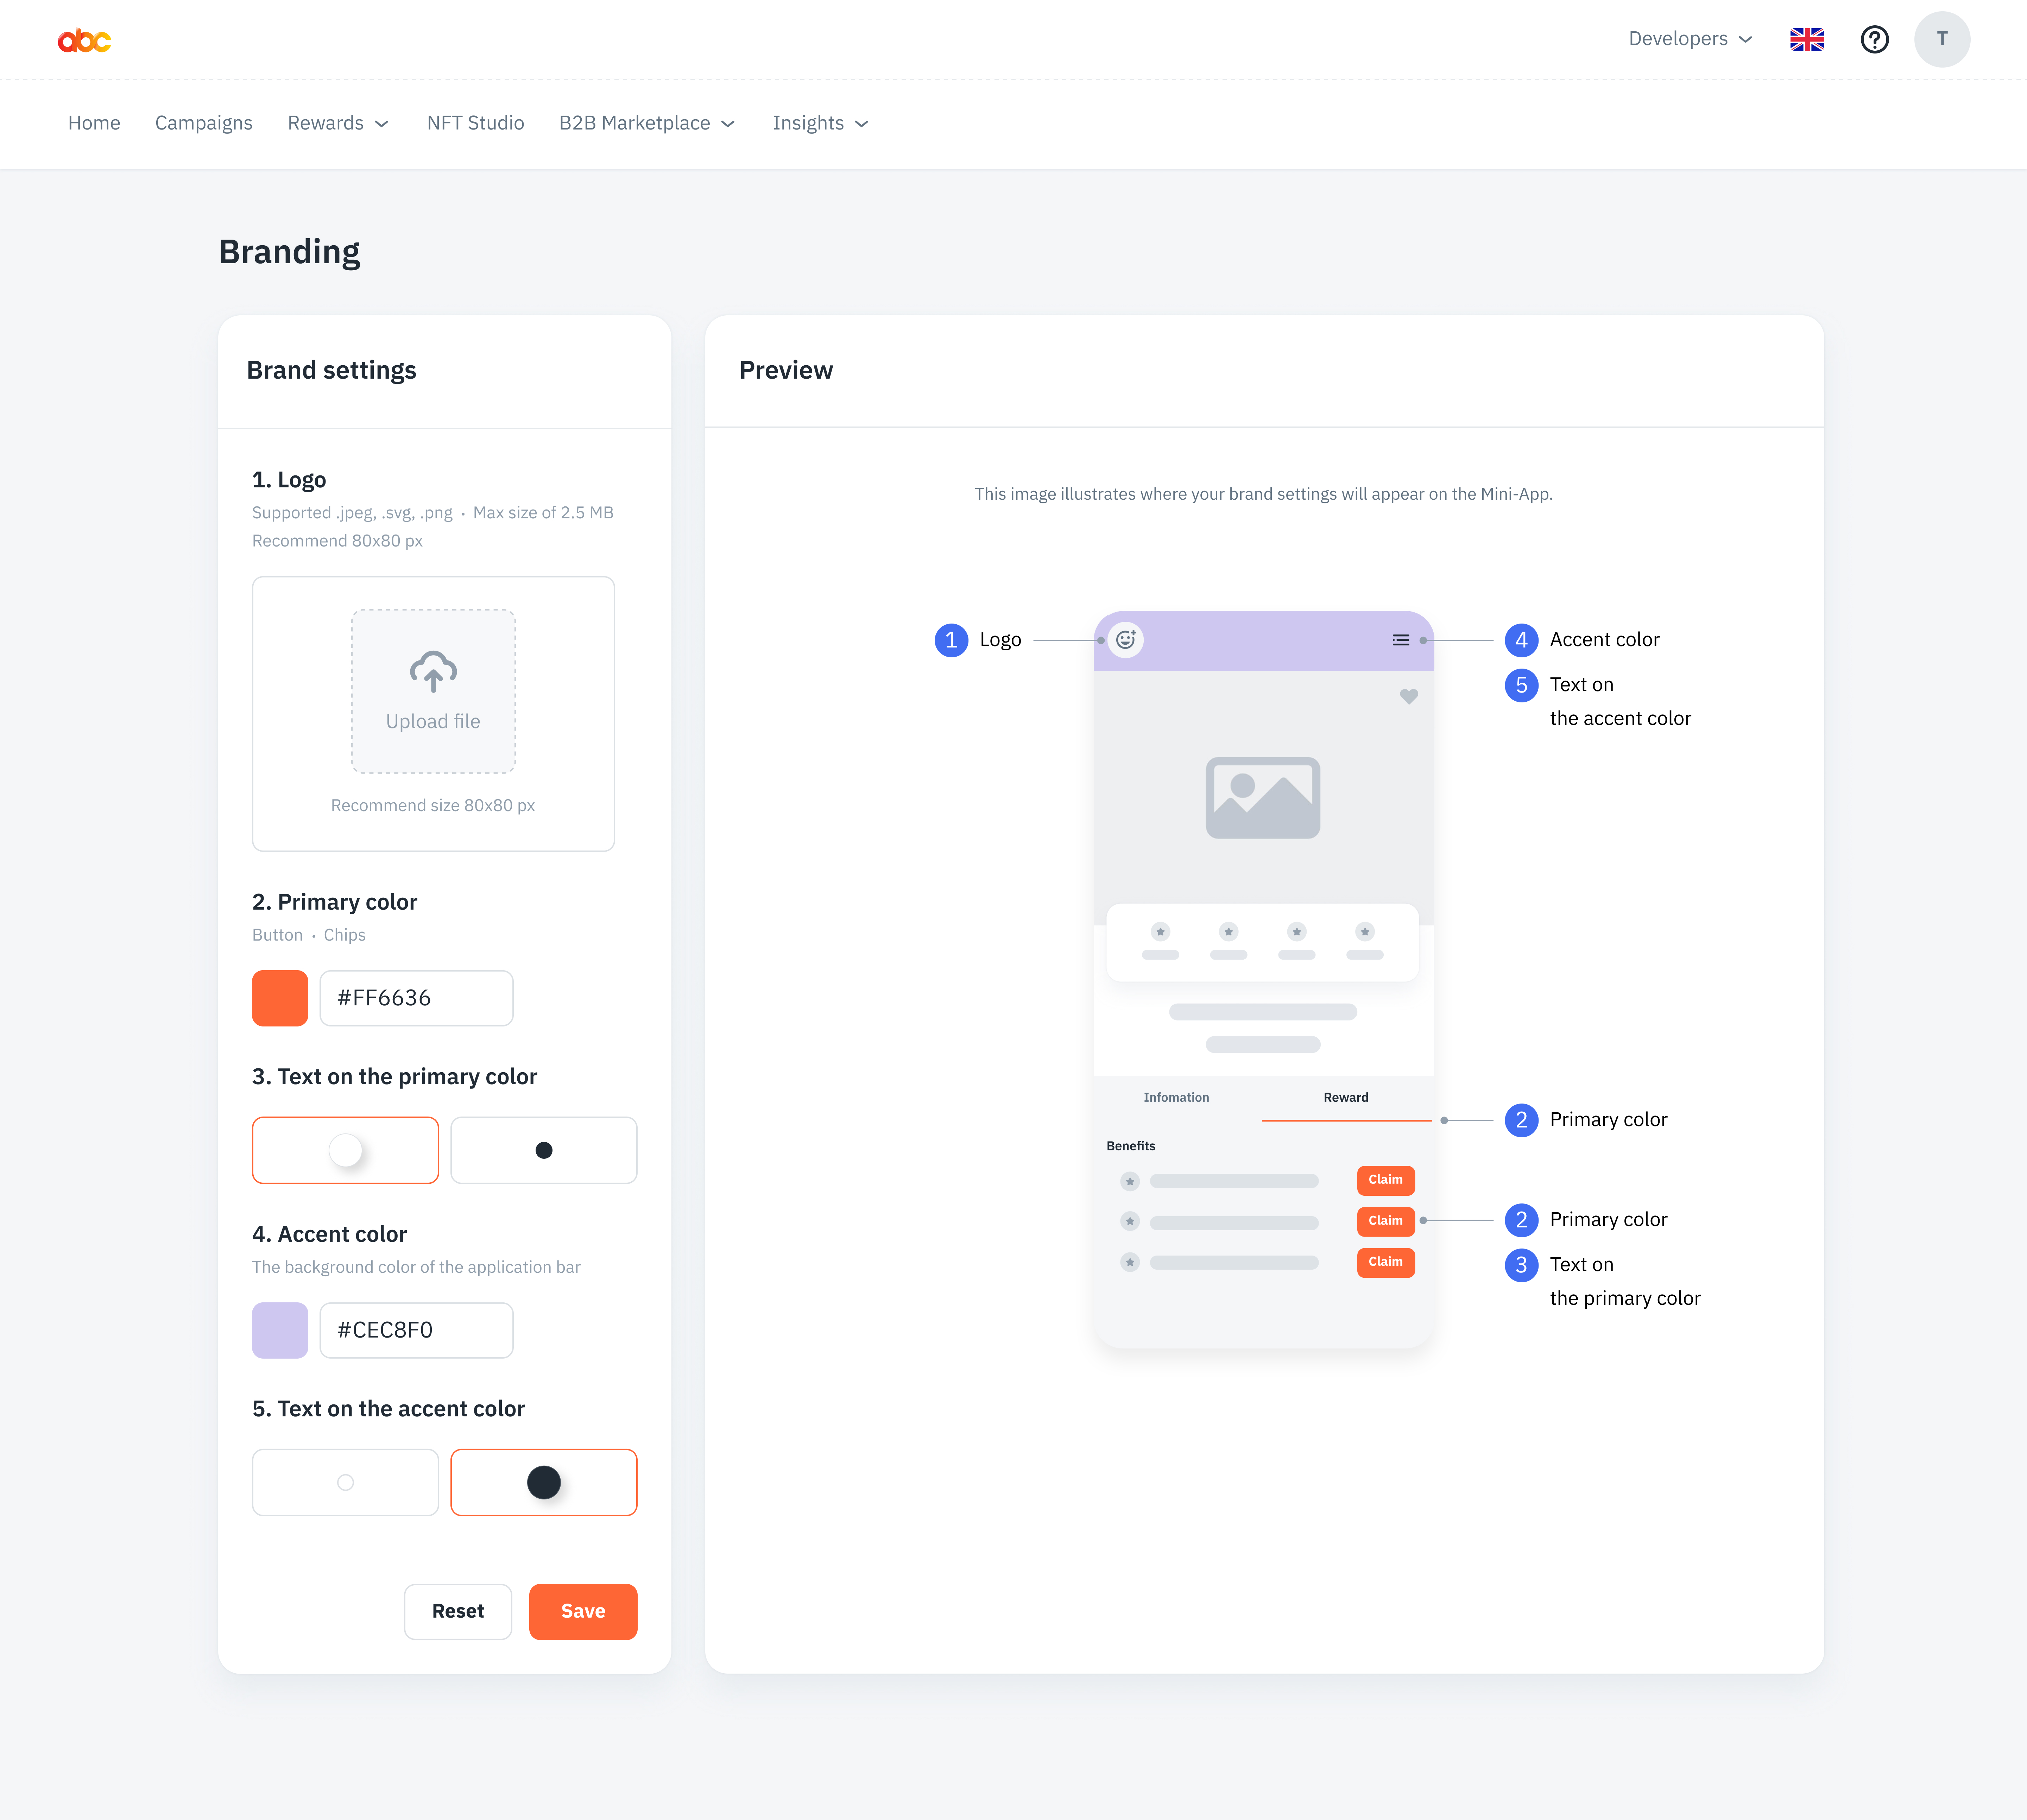 abc
Developers
T
Home Campaigns Rewards NFT Studio B2B Marketplace Insights
Branding
Brand settings
1. Logo
Supported .jpeg, .svg, .png • Max size of 2.5 MB
Recommend 80x80 px
Upload file
Recommend size 80x80 px
2. Primary color
Button • Chips
#FF6636
3. Text on the primary color
4. Accent color
The background color of the application bar
#CEC8F0
5. Text on the accent color
Reset Save
Preview
This image illustrates where your brand settings will appear on the Mini-App.
1 Logo
4 Accent color
5 Text on
the accent color
Infomation Reward
2 Primary color
Benefits
Claim
Claim
2 Primary color
Claim
3 Text on
the primary color